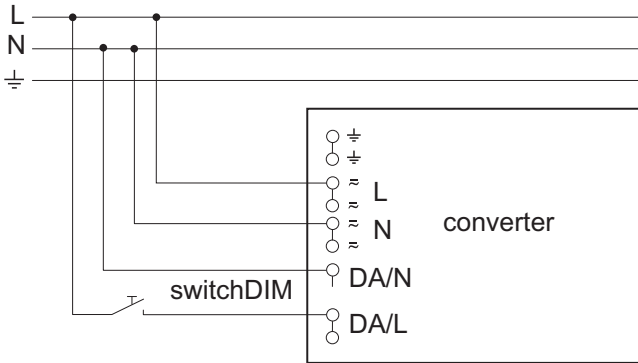 L
N
⏚
⏚
⏚
≂
L
≂
≂
N
≂
converter
DA/N
switchDIM
DA/L